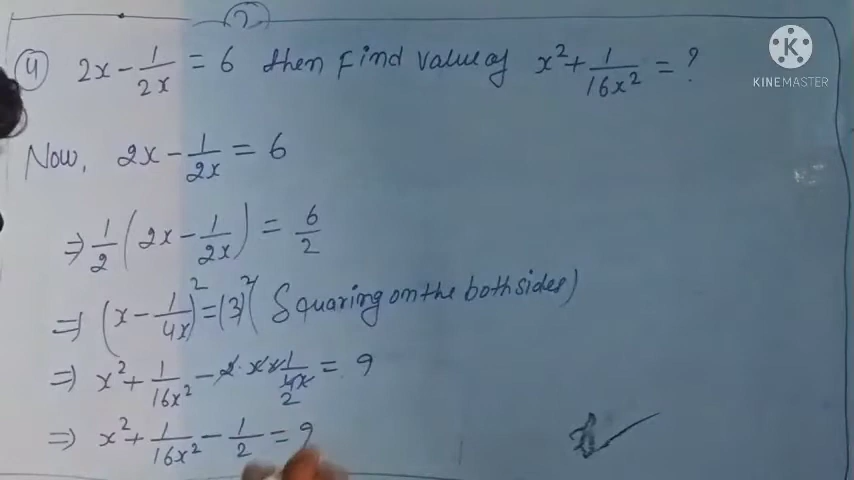 2
4 2x - 1/2x = 6 then Find value of x² + 1/16x² = ?
K
KINEMASTER
Now, 2x - 1/2x = 6
⇒ 1/2 (2x - 1/2x) = 6/2
⇒ (x - 1/4x)² = (3)² (Squaring on the both sides)
⇒ x² + 1/16x² - 2·x×1/4x = 9
2
⇒ x² + 1/16x² - 1/2 = 9